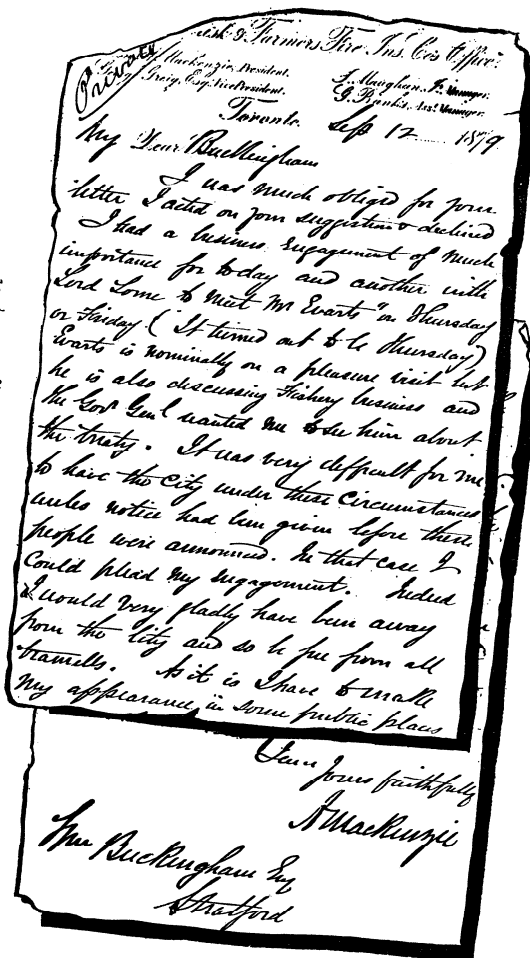 Private
& Farmers Fire Ins. Co's Office.
Mackenzie, President.
Greig, Esq. Vice President.
J. Maughan, Jr. Manager.
G. Banks, Ass. Manager.
Toronto, Sep 12 1879
My Dear Buckingham
I was much obliged for your
letter I acted on your suggestion & declined
I had a business engagement of much
importance for today and another with
Lord Lorne to meet Mr Evarts on Thursday
or Friday (It turned out to be Thursday)
Evarts is nominally on a pleasure visit but
he is also discussing Fishery business and
the Gov Genl wanted me to see him about
the treaty. It was very difficult for me
to have the city under these circumstances
unless notice had been given before these
people were announced. In that case I
could plead my engagement. Indeed
I would very gladly have been away
from the city and so be free from all
tramells. As it is I have to make
my appearance in some public places
Yours faithfully
A Mackenzie
Wm Buckingham Esq
Stratford